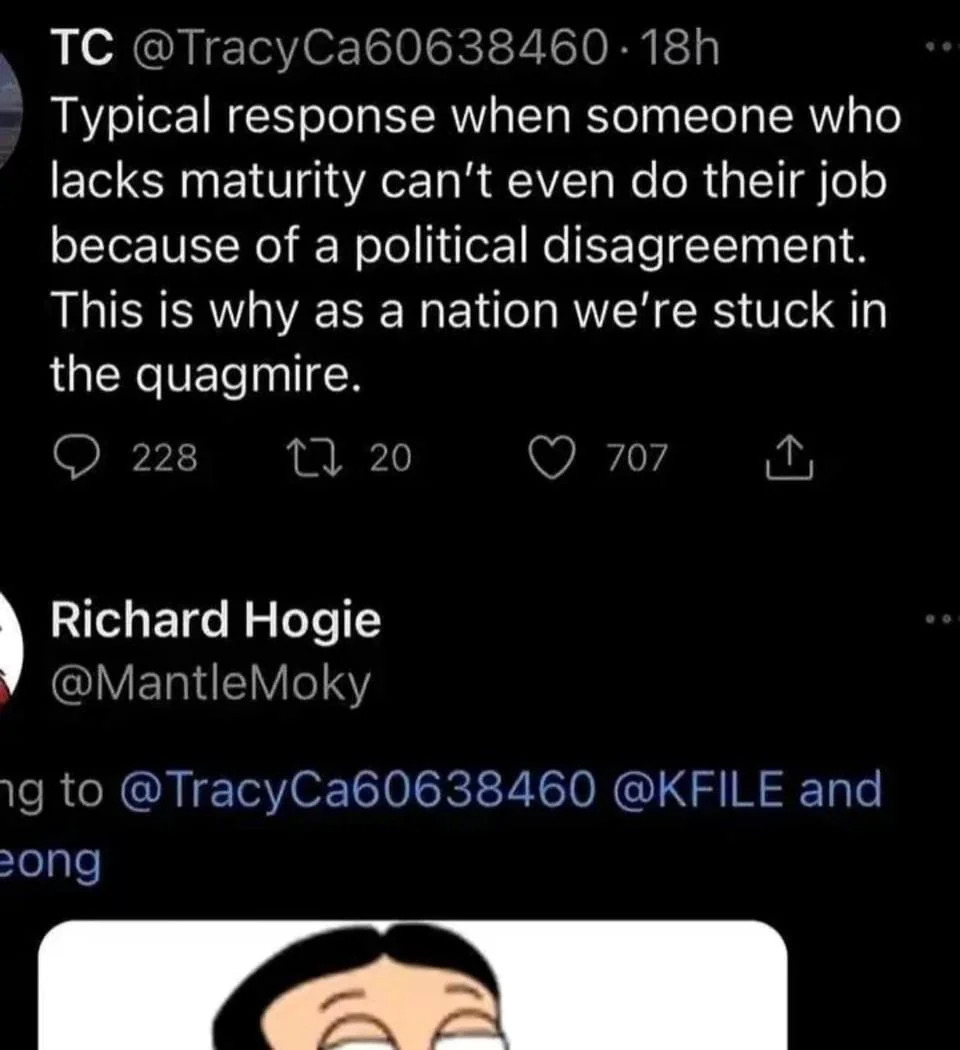 TC @TracyCa60638460 · 18h
Typical response when someone who
lacks maturity can't even do their job
because of a political disagreement.
This is why as a nation we're stuck in
the quagmire.
228 20 707
Richard Hogie
@MantleMoky
ng to @TracyCa60638460 @KFILE and
eong